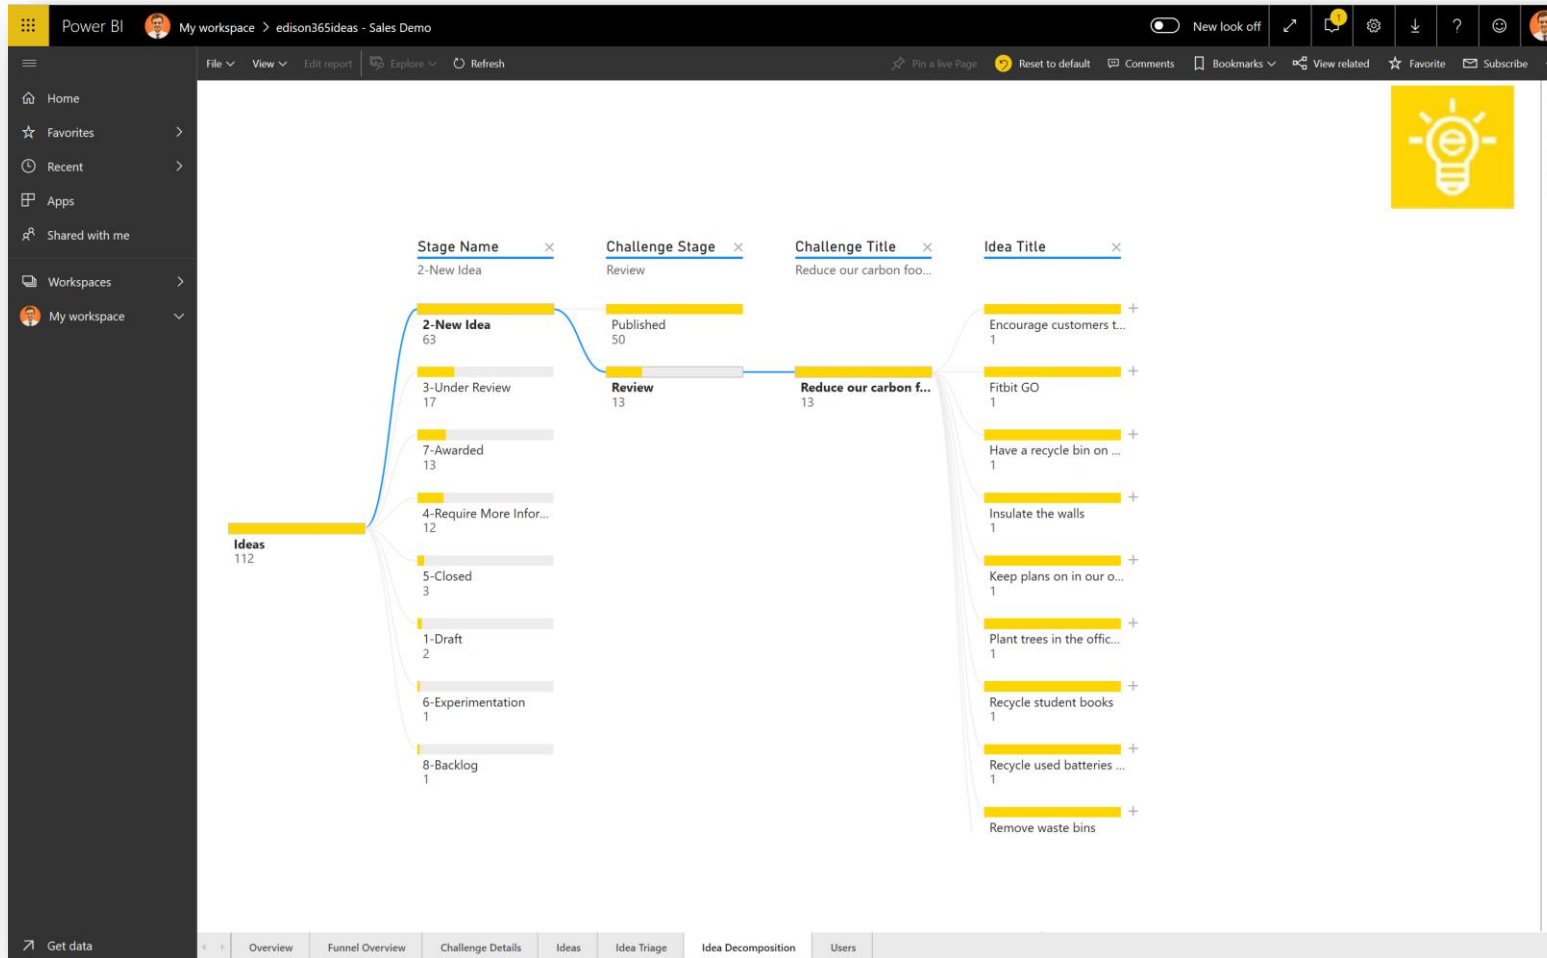 Power BI
My workspace > edison365ideas - Sales Demo
New look off
1
?
File
View
Edit report
Explore
Refresh
Pin a live Page
Reset to default
Comments
Bookmarks
View related
Favorite
Subscribe
Home
Favorites
Recent
Apps
Shared with me
Workspaces
My workspace
Get data
e
Stage Name
2-New Idea
Challenge Stage
Review
Challenge Title
Reduce our carbon foo...
Idea Title
Ideas
112
2-New Idea
63
3-Under Review
17
7-Awarded
13
4-Require More Infor...
12
5-Closed
3
1-Draft
2
6-Experimentation
1
8-Backlog
1
Published
50
Review
13
Reduce our carbon f...
13
Encourage customers t...
1
Fitbit GO
1
Have a recycle bin on ...
1
Insulate the walls
1
Keep plans on in our o...
1
Plant trees in the offic...
1
Recycle student books
1
Recycle used batteries ...
1
Remove waste bins
Overview
Funnel Overview
Challenge Details
Ideas
Idea Triage
Idea Decomposition
Users